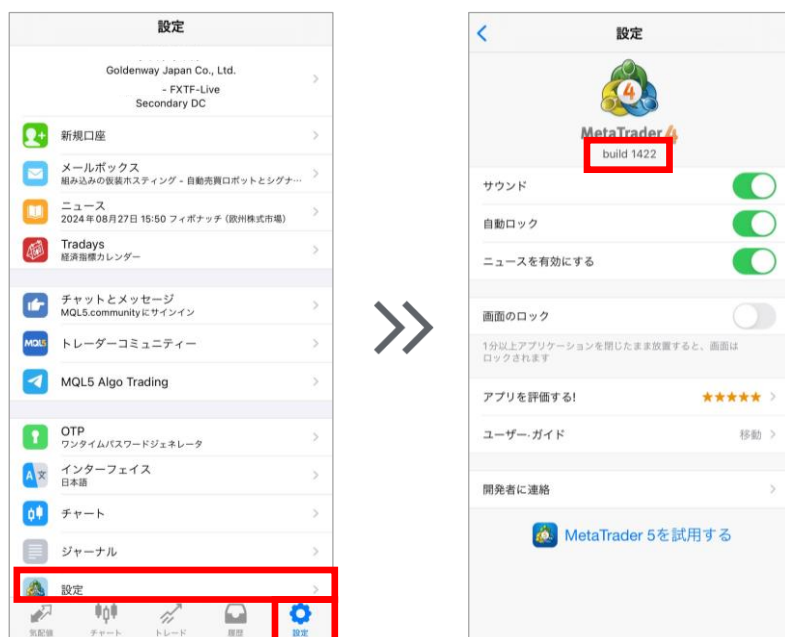 設定
Goldenway Japan Co., Ltd.
- FXTF-Live
Secondary DC
新規口座
メールボックス
組み込みの仮装ホスティング - 自動売買ロボットとシグナ…
ニュース
2024年08月27日 15:50 フィボナッチ (欧州株式市場)
Tradays
経済指標カレンダー
チャットとメッセージ
MQL5.communityにサインイン
MQL5
トレーダーコミュニティー
MQL5 Algo Trading
OTP
ワンタイムパスワードジェネレータ
A 文
インターフェイス
日本語
チャート
ジャーナル
設定
気配値
チャート
トレード
履歴
設定
設定
4
MetaTrader 4
build 1422
サウンド
自動ロック
ニュースを有効にする
画面のロック
1分以上アプリケーションを閉じたまま放置すると、画面は
ロックされます
アプリを評価する!
ユーザー·ガイド
移動
開発者に連絡
MetaTrader 5を試用する